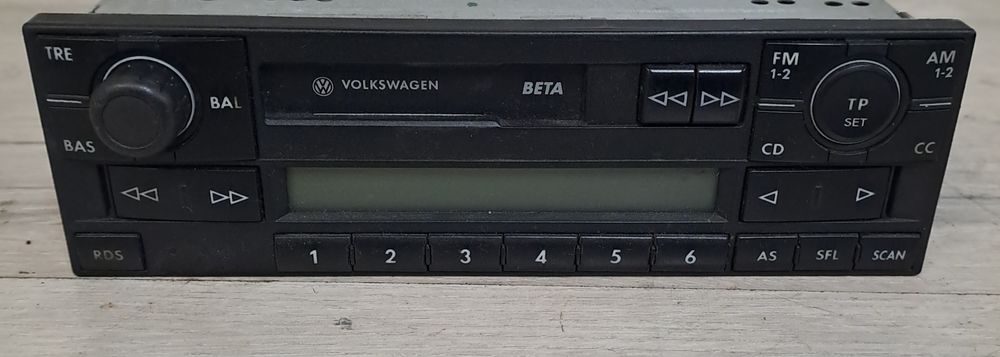 TRE
BAL
BAS
VOLKSWAGEN
BETA
FM
1-2
AM
1-2
TP
SET
CD
CC
RDS
1
2
3
4
5
6
AS
SFL
SCAN